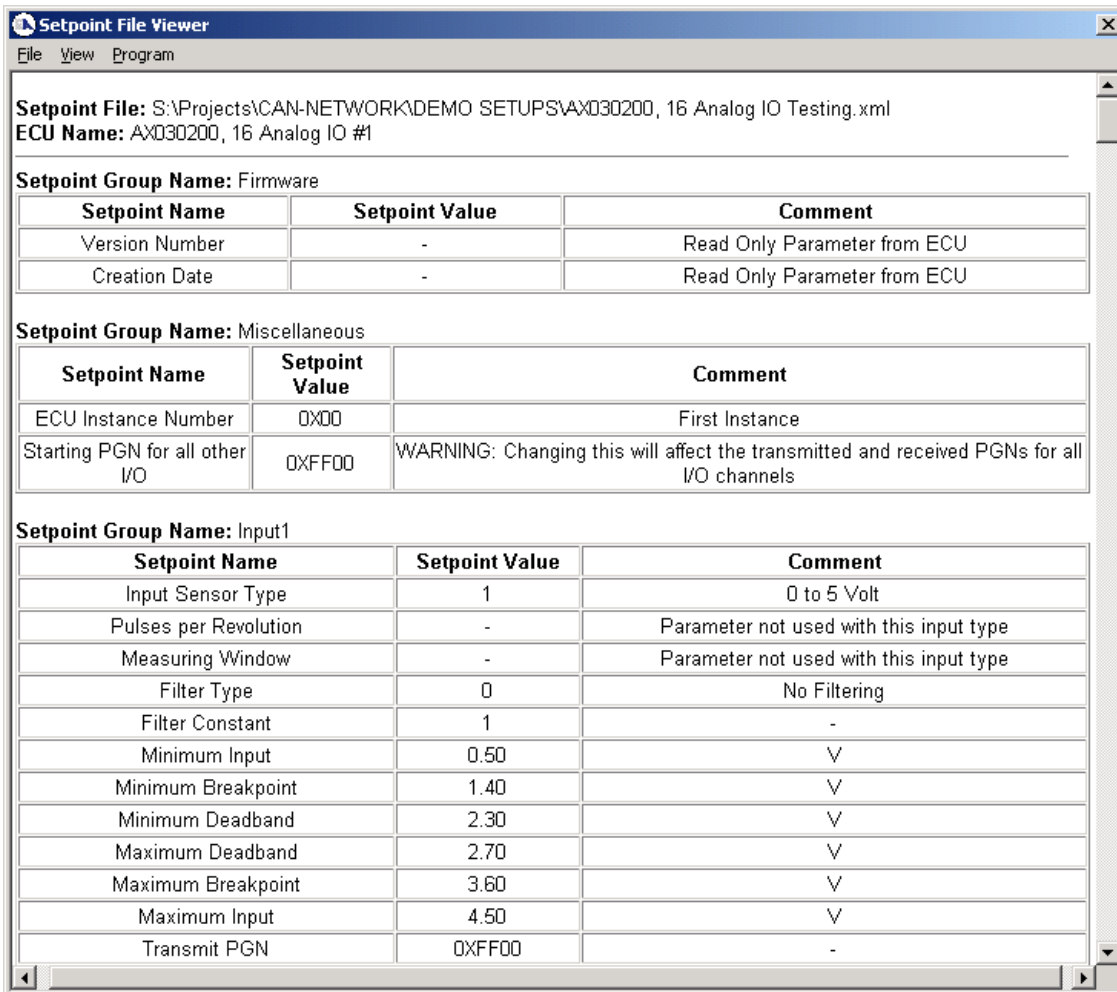 Setpoint File Viewer
File View Program
Setpoint File: S:\Projects\CAN-NETWORK\DEMO SETUPS\AX030200, 16 Analog IO Testing.xml
ECU Name: AX030200, 16 Analog IO #1
Setpoint Group Name: Firmware
Setpoint Name Setpoint Value Comment
Version Number - Read Only Parameter from ECU
Creation Date - Read Only Parameter from ECU
Setpoint Group Name: Miscellaneous
Setpoint Name Setpoint Value Comment
ECU Instance Number 0X00 First Instance
Starting PGN for all other I/O 0XFF00 WARNING: Changing this will affect the transmitted and received PGNs for all I/O channels
Setpoint Group Name: Input1
Setpoint Name Setpoint Value Comment
Input Sensor Type 1 0 to 5 Volt
Pulses per Revolution - Parameter not used with this input type
Measuring Window - Parameter not used with this input type
Filter Type 0 No Filtering
Filter Constant 1 -
Minimum Input 0.50 V
Minimum Breakpoint 1.40 V
Minimum Deadband 2.30 V
Maximum Deadband 2.70 V
Maximum Breakpoint 3.60 V
Maximum Input 4.50 V
Transmit PGN 0XFF00 -